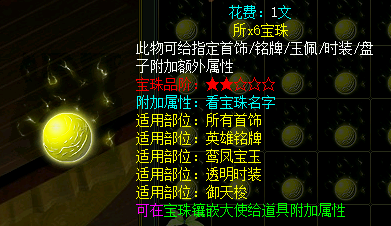 花费：1文
所x6宝珠
此物可给指定首饰/铭牌/玉佩/时装/盘
子附加额外属性
宝珠品阶：★★☆☆☆
附加属性：看宝珠名字
适用部位：所有首饰
适用部位：英雄铭牌
适用部位：鸾凤宝玉
适用部位：透明时装
适用部位：御天梭
可在宝珠镶嵌大使给道具附加属性